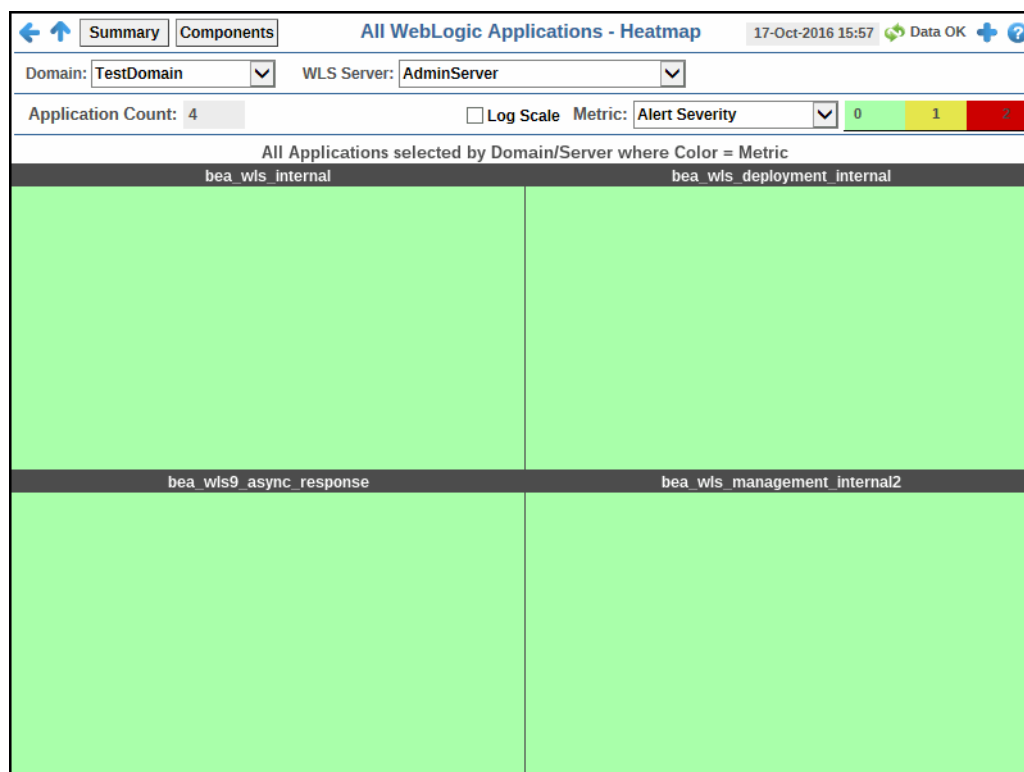 Summary Components All WebLogic Applications - Heatmap 17-Oct-2016 15:57 Data OK ?
Domain: TestDomain WLS Server: AdminServer
Application Count: 4 Log Scale Metric: Alert Severity 0 1 2
All Applications selected by Domain/Server where Color = Metric
bea_wls_internal bea_wls_deployment_internal
bea_wls9_async_response bea_wls_management_internal2